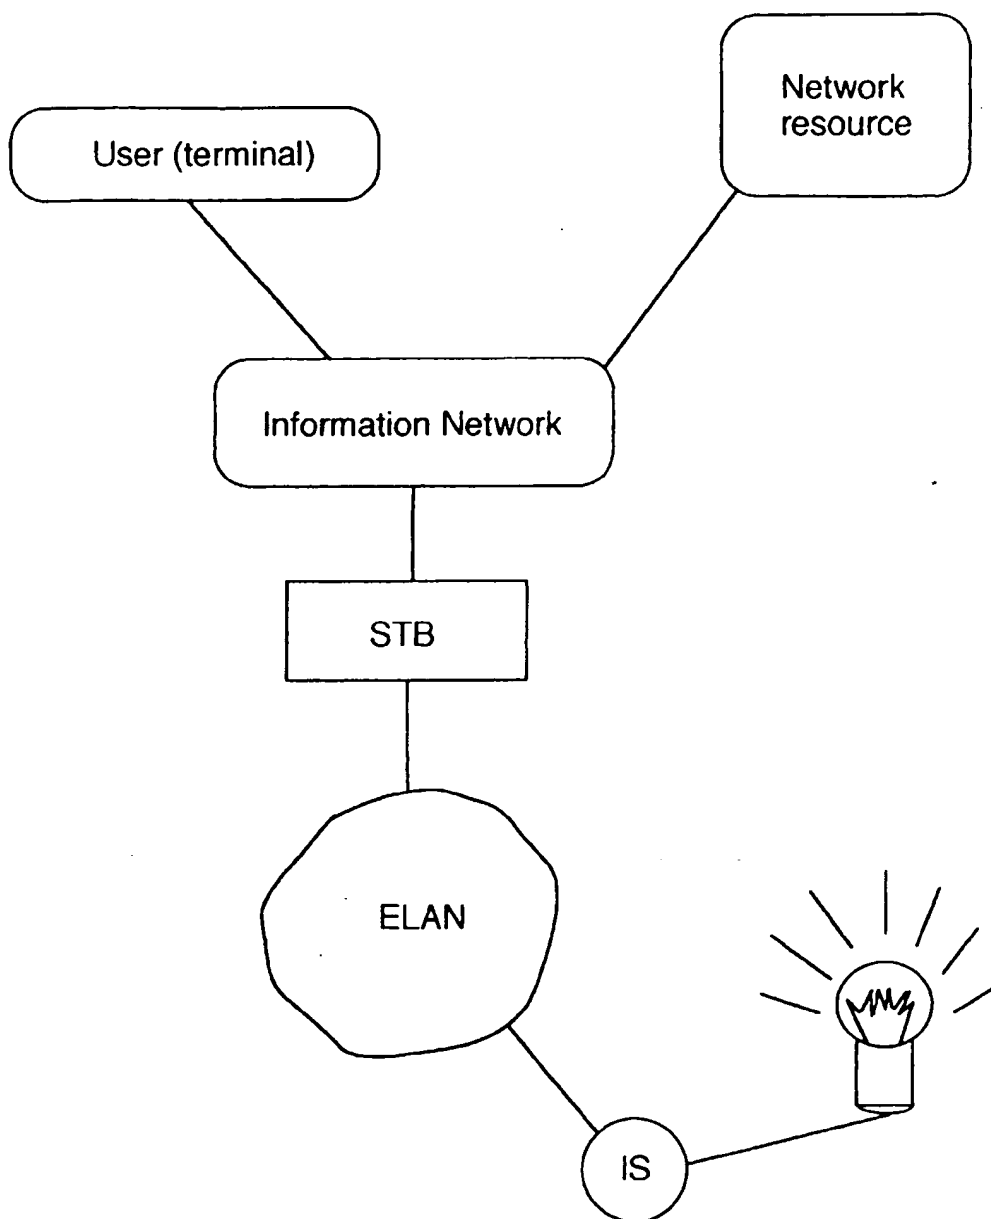 Network
resource
User (terminal)
Information Network
STB
ELAN
IS